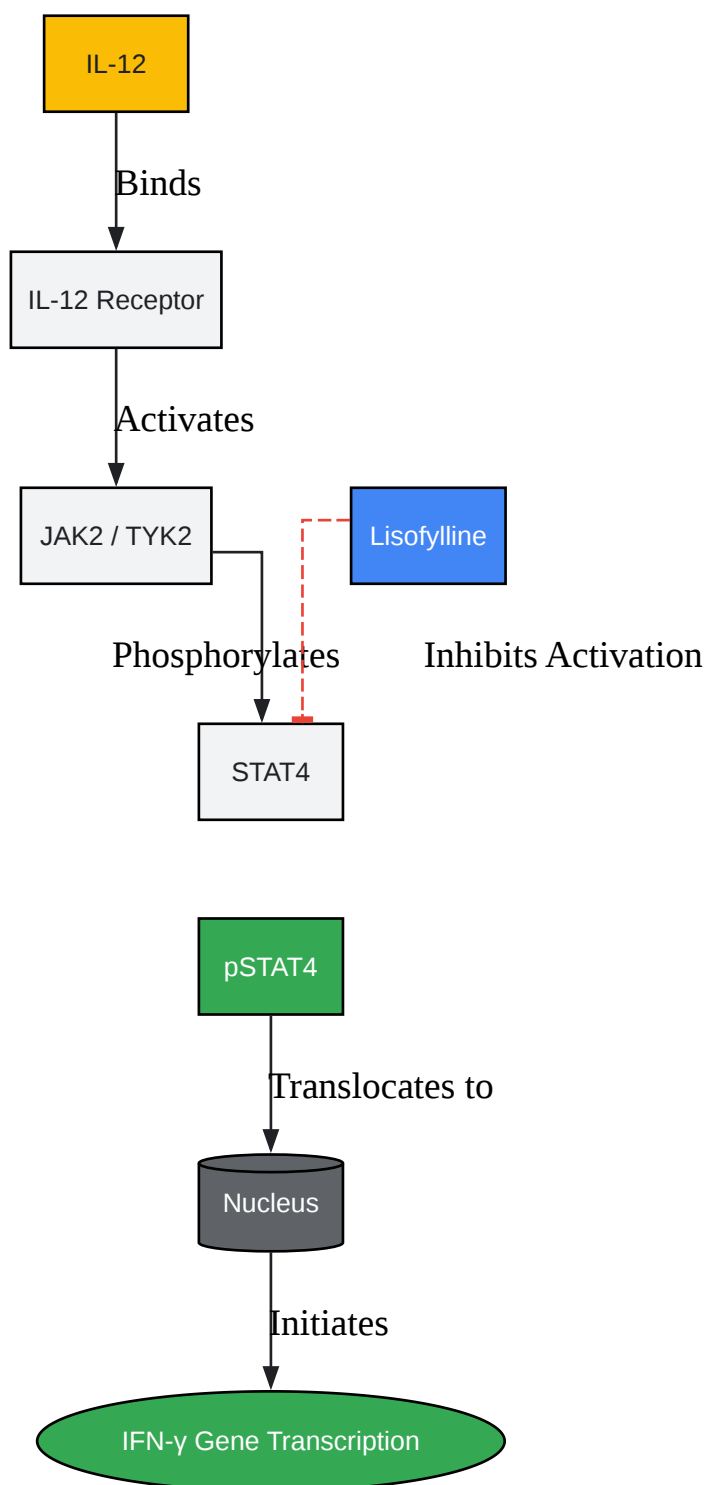 IL-12
Binds
IL-12 Receptor
Activates
JAK2 / TYK2
Lisofylline
Phosphorylates
Inhibits Activation
STAT4
pSTAT4
Translocates to
Nucleus
Initiates
IFN-γ Gene Transcription